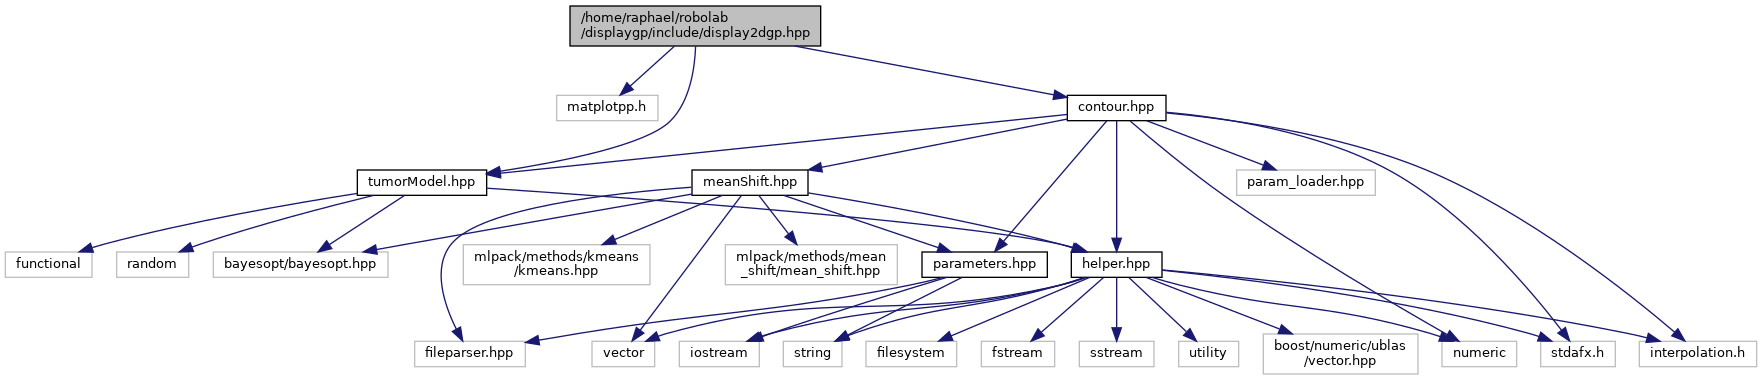 /home/raphael/robolab
/displaygp/include/display2dgp.hpp
matplotpp.h
contour.hpp
tumorModel.hpp
meanShift.hpp
param_loader.hpp
functional
random
bayesopt/bayesopt.hpp
mlpack/methods/kmeans
/kmeans.hpp
mlpack/methods/mean
_shift/mean_shift.hpp
parameters.hpp
helper.hpp
fileparser.hpp
vector
iostream
string
filesystem
fstream
sstream
utility
boost/numeric/ublas
/vector.hpp
numeric
stdafx.h
interpolation.h